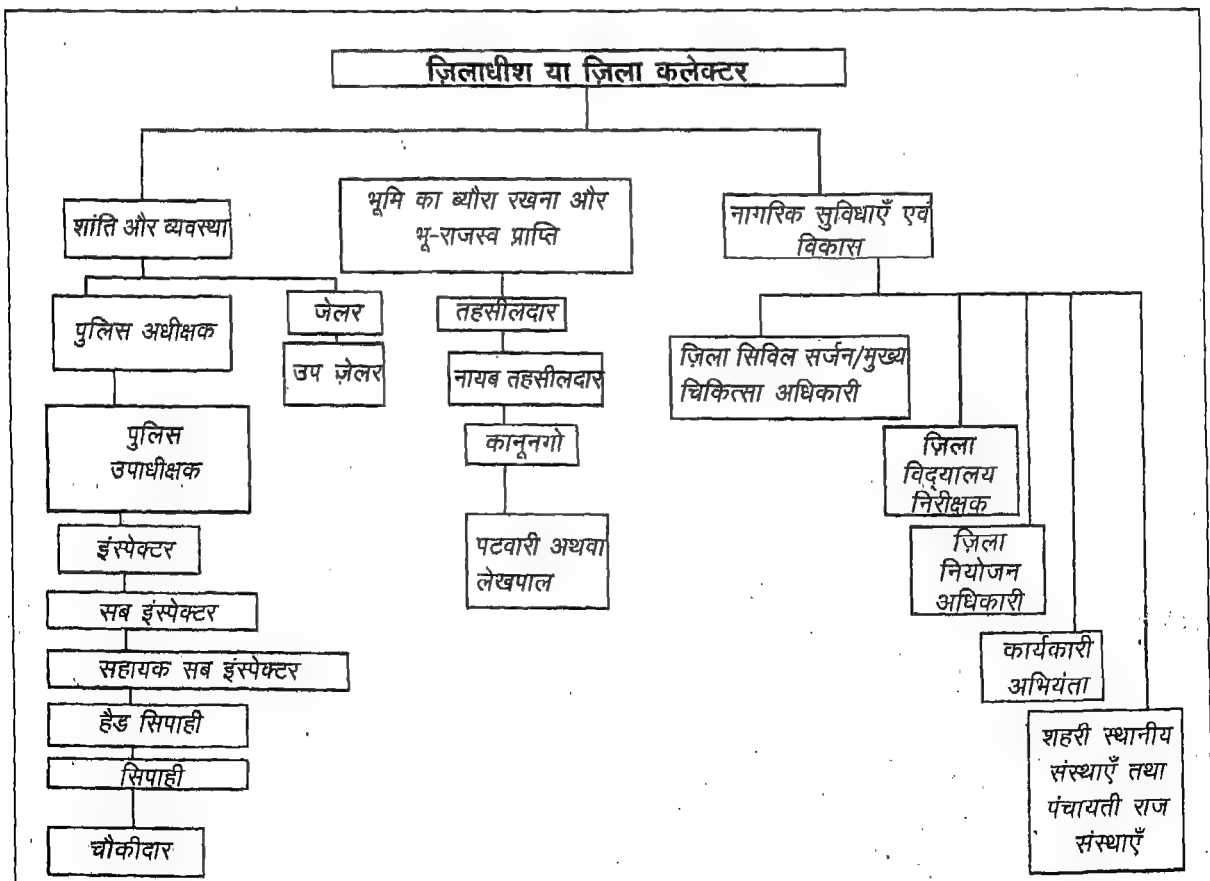 ज़िलाधीश या ज़िला कलेक्टर
शांति और व्यवस्था
भूमि का ब्यौरा रखना और
भू-राजस्व प्राप्ति
नागरिक सुविधाएँ एवं
विकास
पुलिस अधीक्षक
जेलर
उप ज़ेलर
पुलिस
उपाधीक्षक
इंस्पेक्टर
सब इंस्पेक्टर
सहायक सब इंस्पेक्टर
हैड सिपाही
सिपाही
चौकीदार
तहसीलदार
नायब तहसीलदार
कानूनगो
पटवारी अथवा
लेखपाल
ज़िला सिविल सर्जन/मुख्य
चिकित्सा अधिकारी
ज़िला
विद्यालय
निरीक्षक
ज़िला
नियोजन
अधिकारी
कार्यकारी
अभियंता
शहरी स्थानीय
संस्थाएँ तथा
पंचायती राज
संस्थाएँ